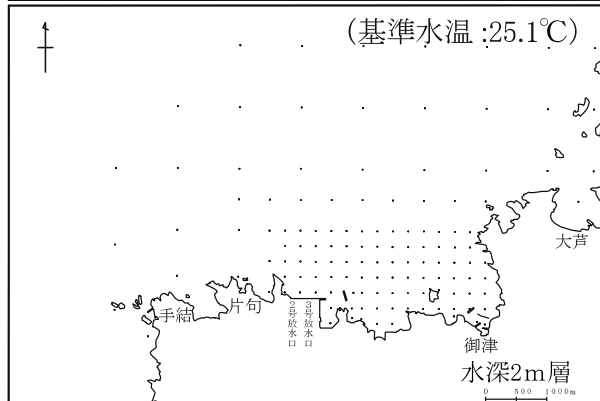 (基準水温:25.1℃)
大芦
手結
片句
2号放水口
3号放水口
御津
水深2m層
0 500 1000m